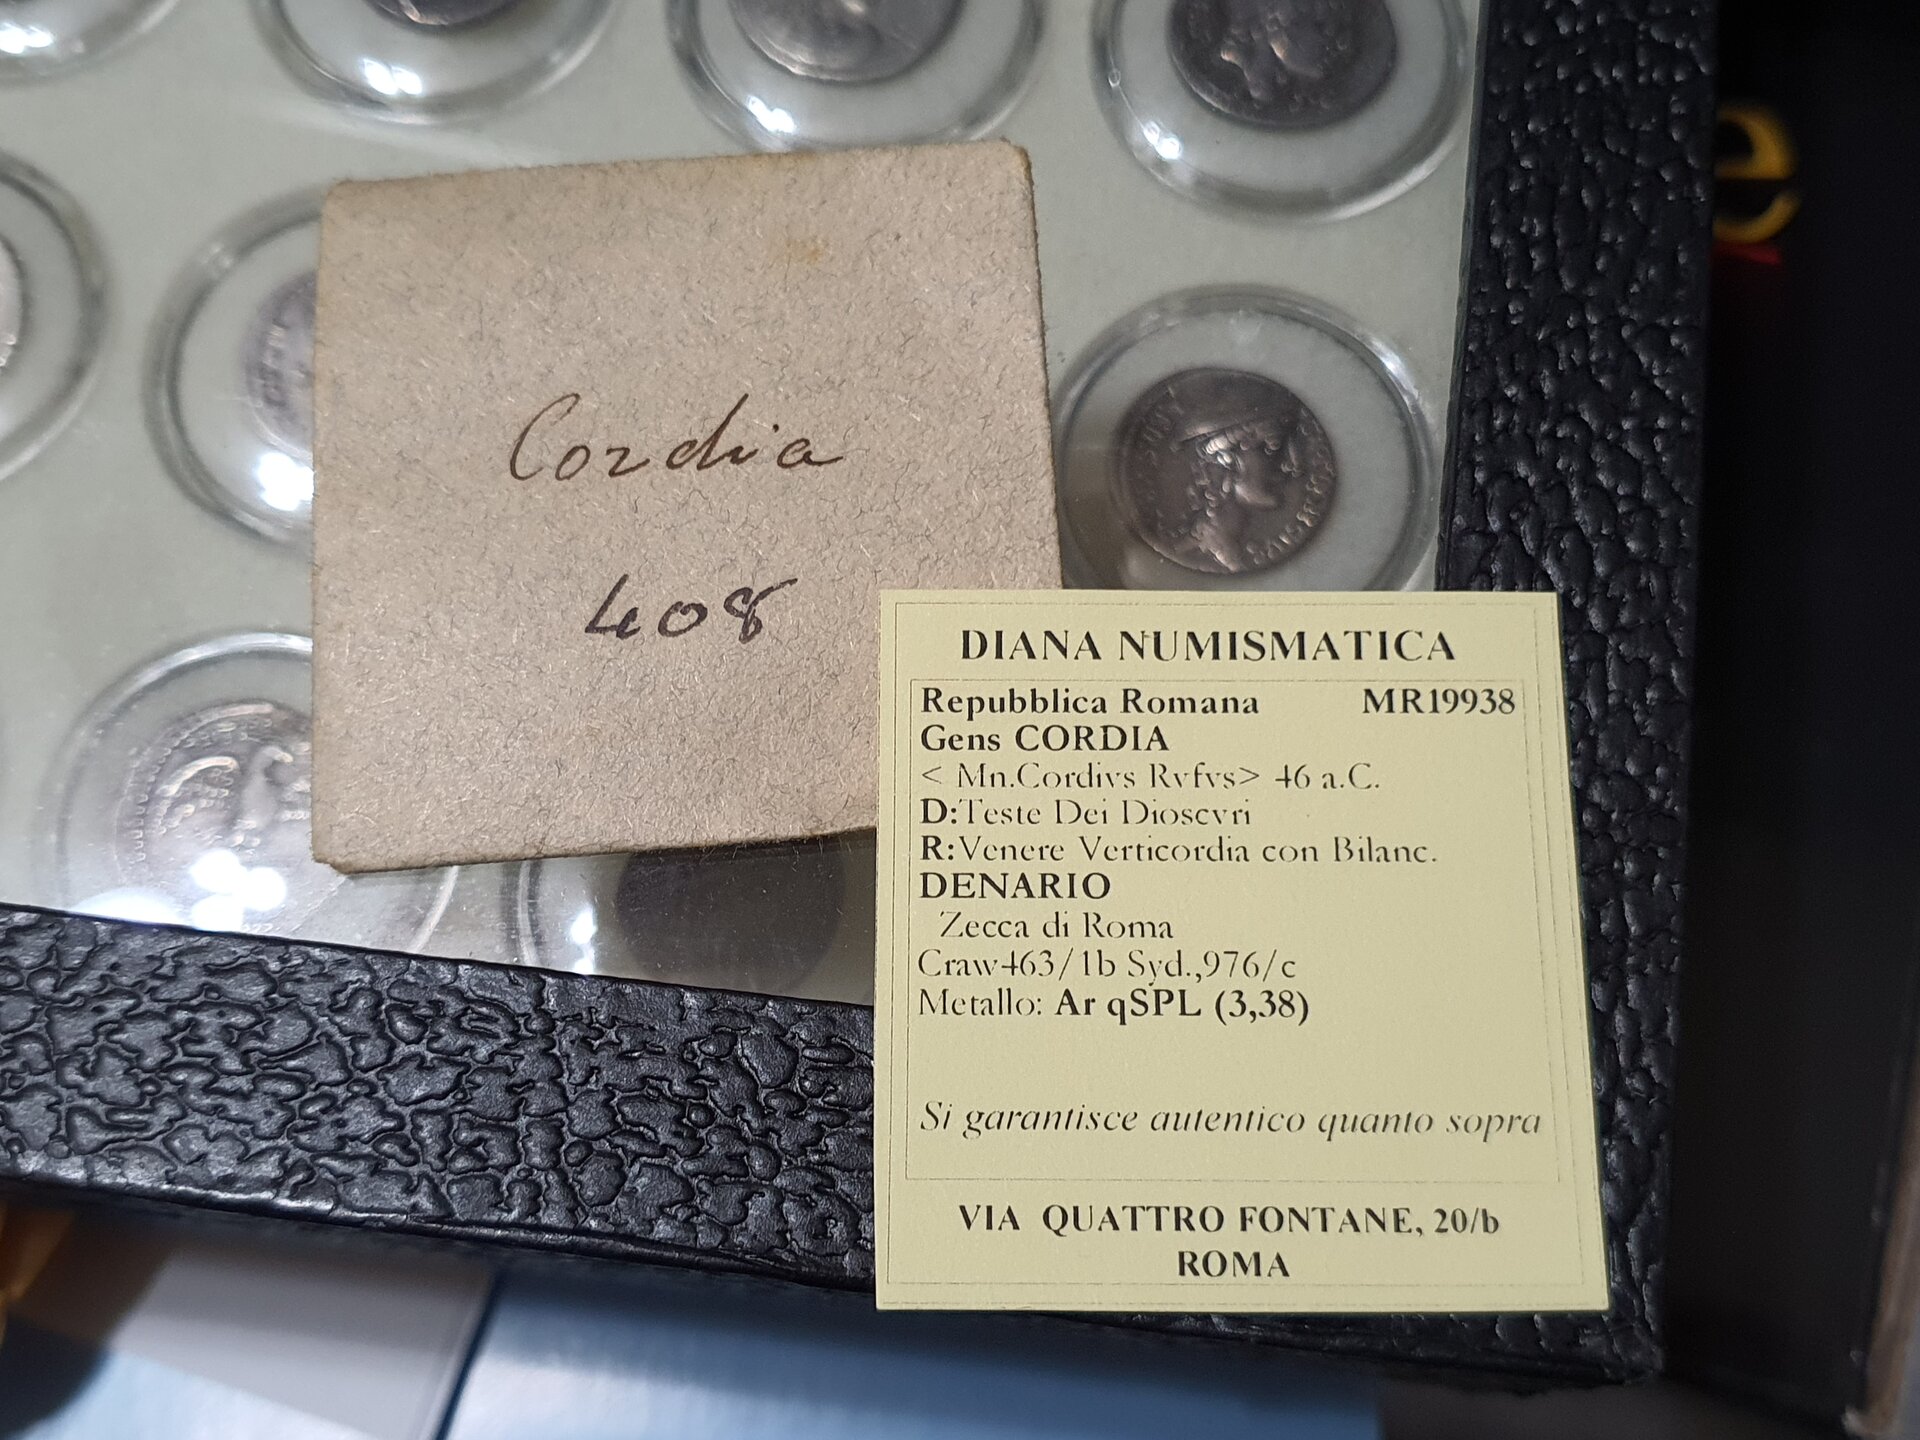 Cordia
408
DIANA NUMISMATICA
Repubblica Romana MR19938
Gens CORDIA
< Mn.Cordivs Rvfvs> 46 a.C.
D:Teste Dei Dioscvri
R:Venere Verticordia con Bilanc.
DENARIO
Zecca di Roma
Craw463/1b Syd.,976/c
Metallo: Ar qSPL (3,38)
Si garantisce autentico quanto sopra
VIA QUATTRO FONTANE, 20/b
ROMA